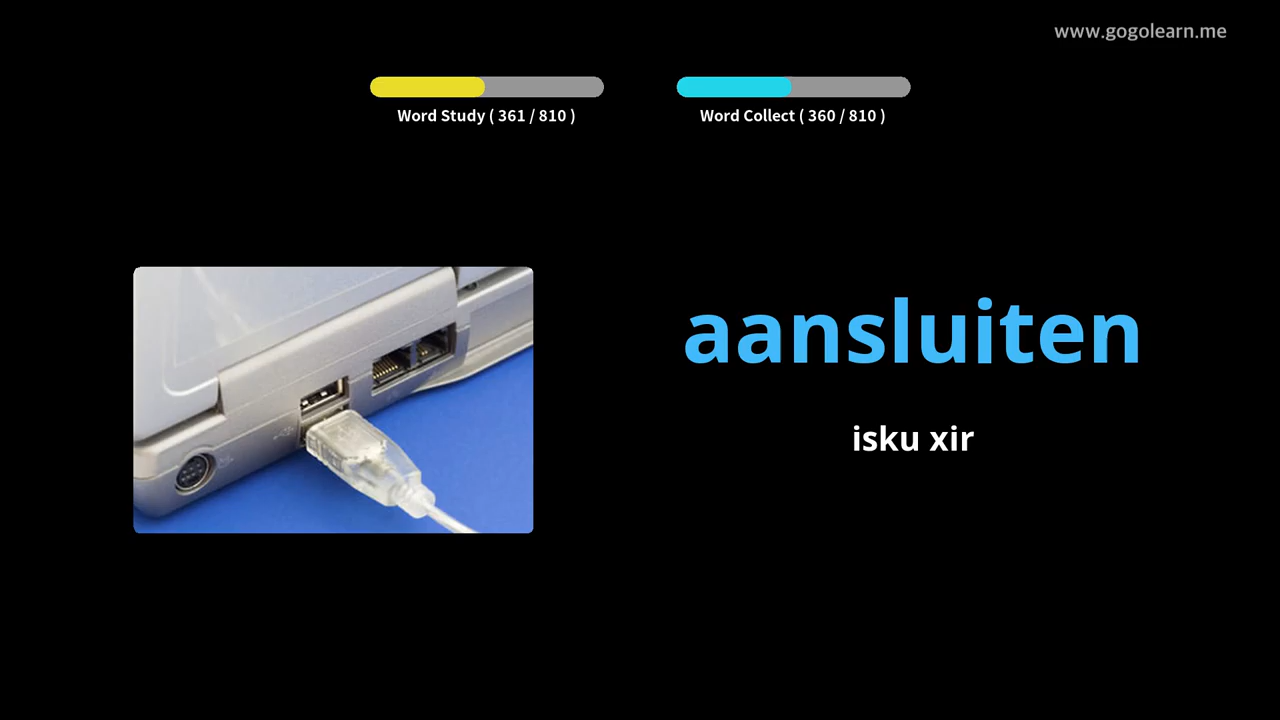 www.gogolearn.me
Word Study ( 361 / 810 )
Word Collect ( 360 / 810 )
aansluiten
isku xir